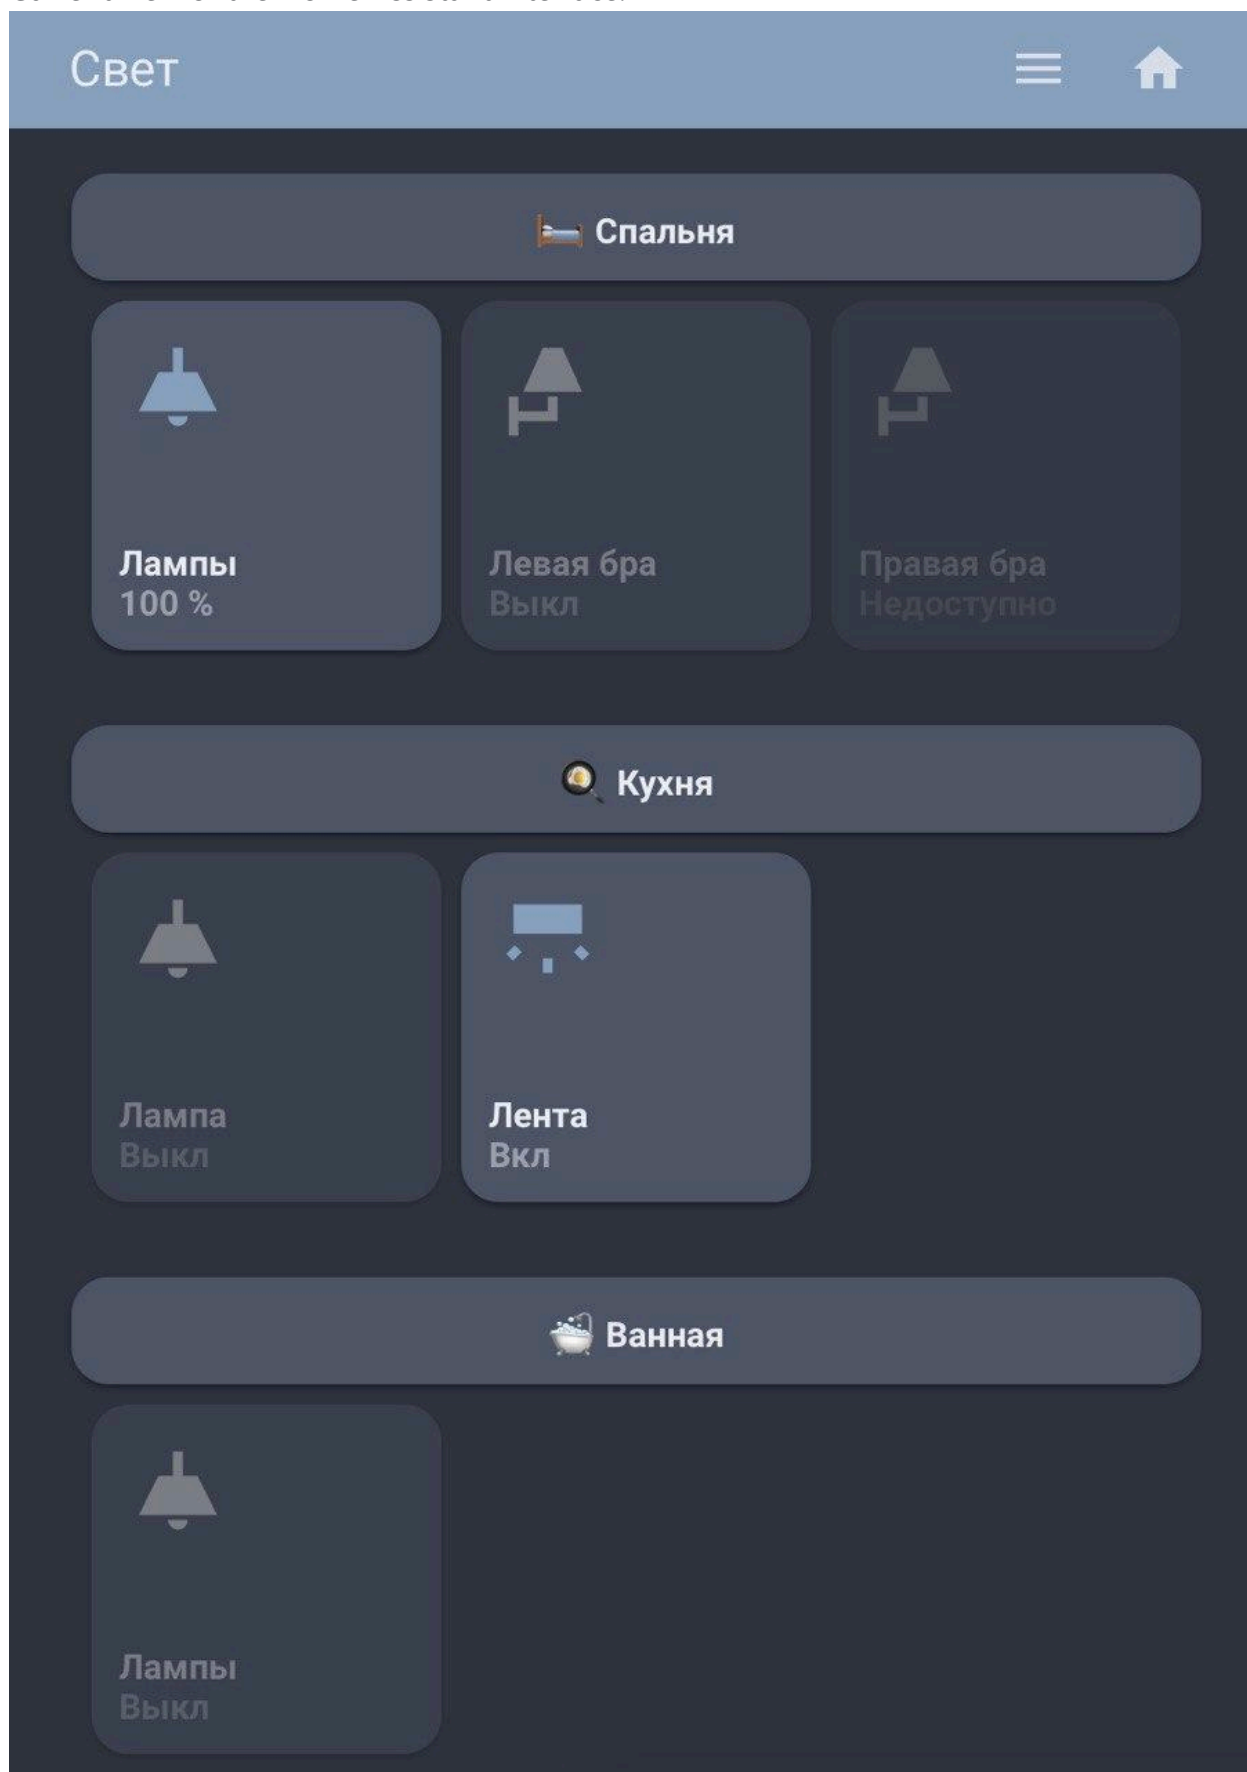 Свет
Спальня
Лампы
100 %
Левая бра
Выкл
Правая бра
Недоступно
Кухня
Лампа
Выкл
Лента
Вкл
Ванная
Лампы
Выкл